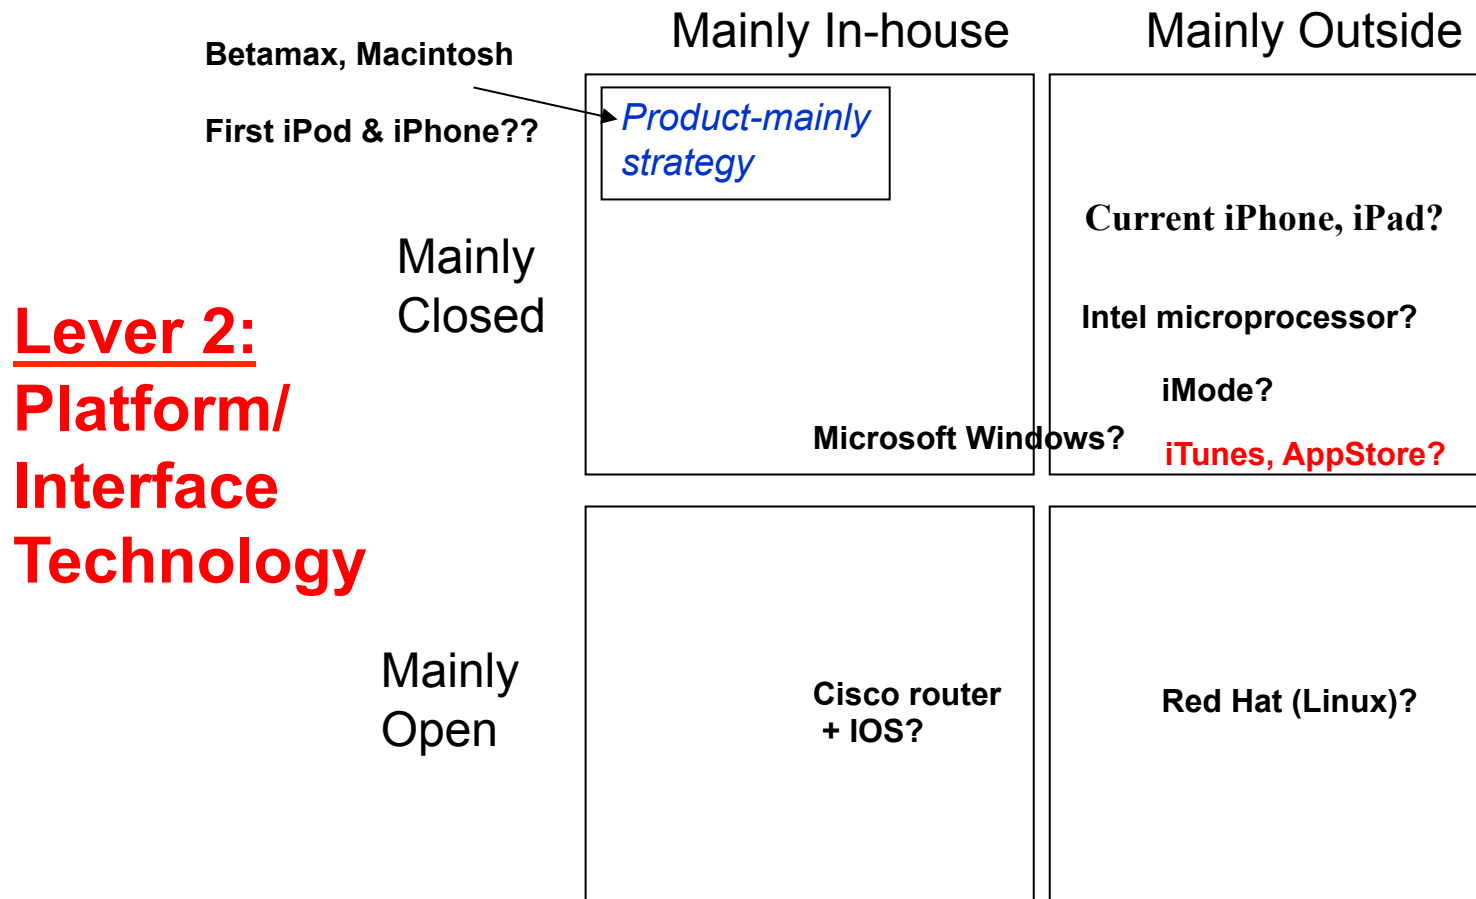 Mainly In-house
Mainly Outside
Betamax, Macintosh
First iPod & iPhone??
Product-mainly
strategy
Mainly
Closed
Current iPhone, iPad?
Intel microprocessor?
iMode?
Microsoft Windows?
iTunes, AppStore?
Lever 2:
Platform/
Interface
Technology
Mainly
Open
Cisco router
+ IOS?
Red Hat (Linux)?